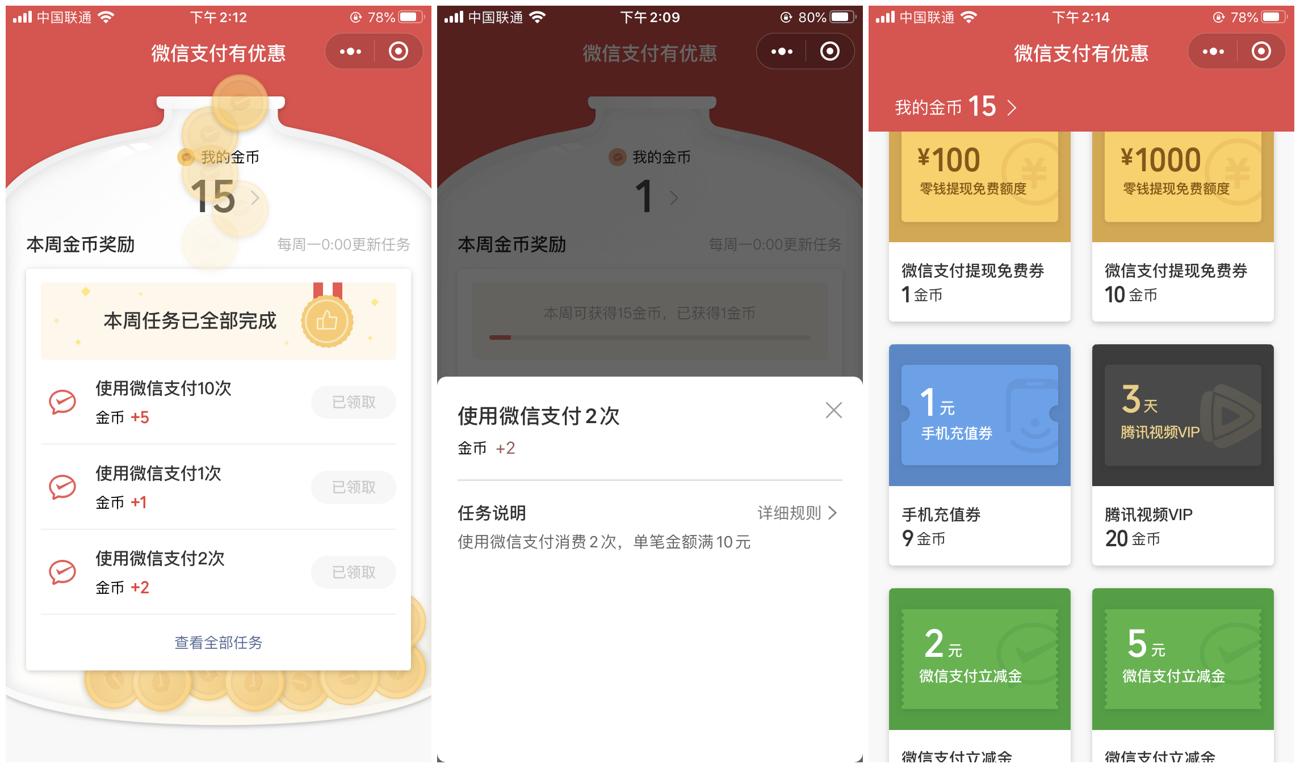 中国联通
下午2:12
78%
微信支付有优惠
我的金币
15
本周金币奖励
每周一0:00更新任务
本周任务已全部完成
使用微信支付10次
金币 +5
已领取
使用微信支付1次
金币 +1
已领取
使用微信支付2次
金币 +2
已领取
查看全部任务
中国联通
下午2:09
80%
微信支付有优惠
我的金币
1
本周金币奖励
每周一0:00更新任务
本周可获得15金币，已获得1金币
使用微信支付2次
金币 +2
任务说明
详细规则
使用微信支付消费2次，单笔金额满10元
中国联通
下午2:14
78%
微信支付有优惠
我的金币 15
¥100
零钱提现免费额度
微信支付提现免费券
1金币
¥1000
零钱提现免费额度
微信支付提现免费券
10金币
1元
手机充值券
手机充值券
9金币
3天
腾讯视频VIP
腾讯视频VIP
20金币
2元
微信支付立减金
微信支付立减金
5元
微信支付立减金
微信支付立减金